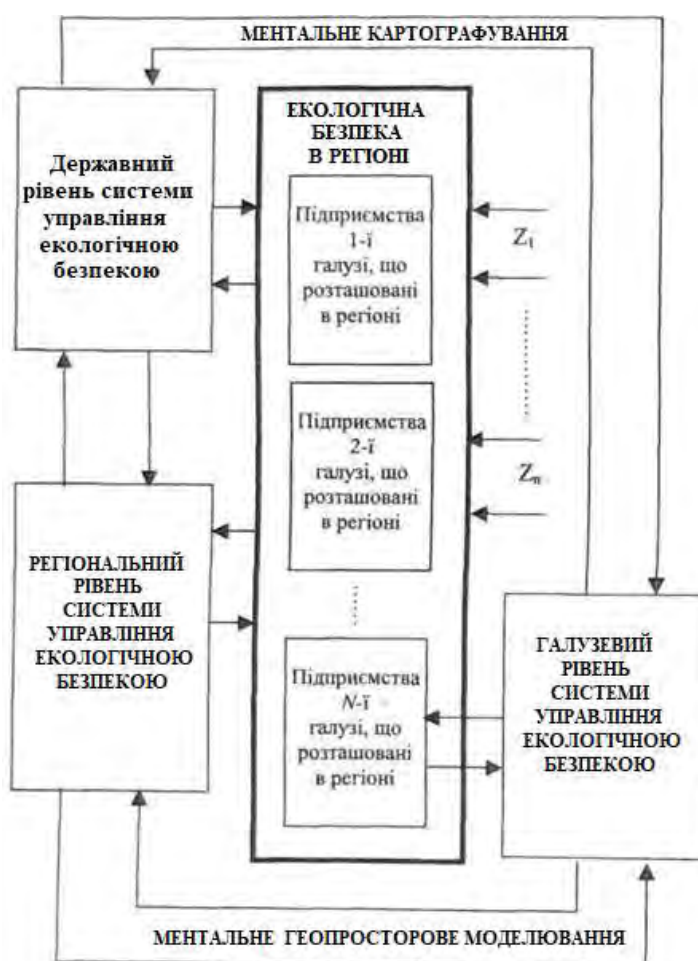 МЕНТАЛЬНЕ КАРТОГРАФУВАННЯ
Державний
рівень системи
управління
екологічною
безпекою
ЕКОЛОГІЧНА
БЕЗПЕКА
В РЕГІОНІ
Підприємства
1-ї
галузі, що
розташовані
в регіоні
Z₁
Підприємства
2-ї
галузі, що
розташовані
в регіоні
Zₙ
РЕГІОНАЛЬНИЙ
РІВЕНЬ
СИСТЕМИ
УПРАВЛІННЯ
ЕКОЛОГІЧНОЮ
БЕЗПЕКОЮ
Підприємства
N-ї
галузі, що
розташовані
в регіоні
ГАЛУЗЕВИЙ
РІВЕНЬ
СИСТЕМИ
УПРАВЛІННЯ
ЕКОЛОГІЧНОЮ
БЕЗПЕКОЮ
МЕНТАЛЬНЕ ГЕОПРОСТОРОВЕ МОДЕЛЮВАННЯ